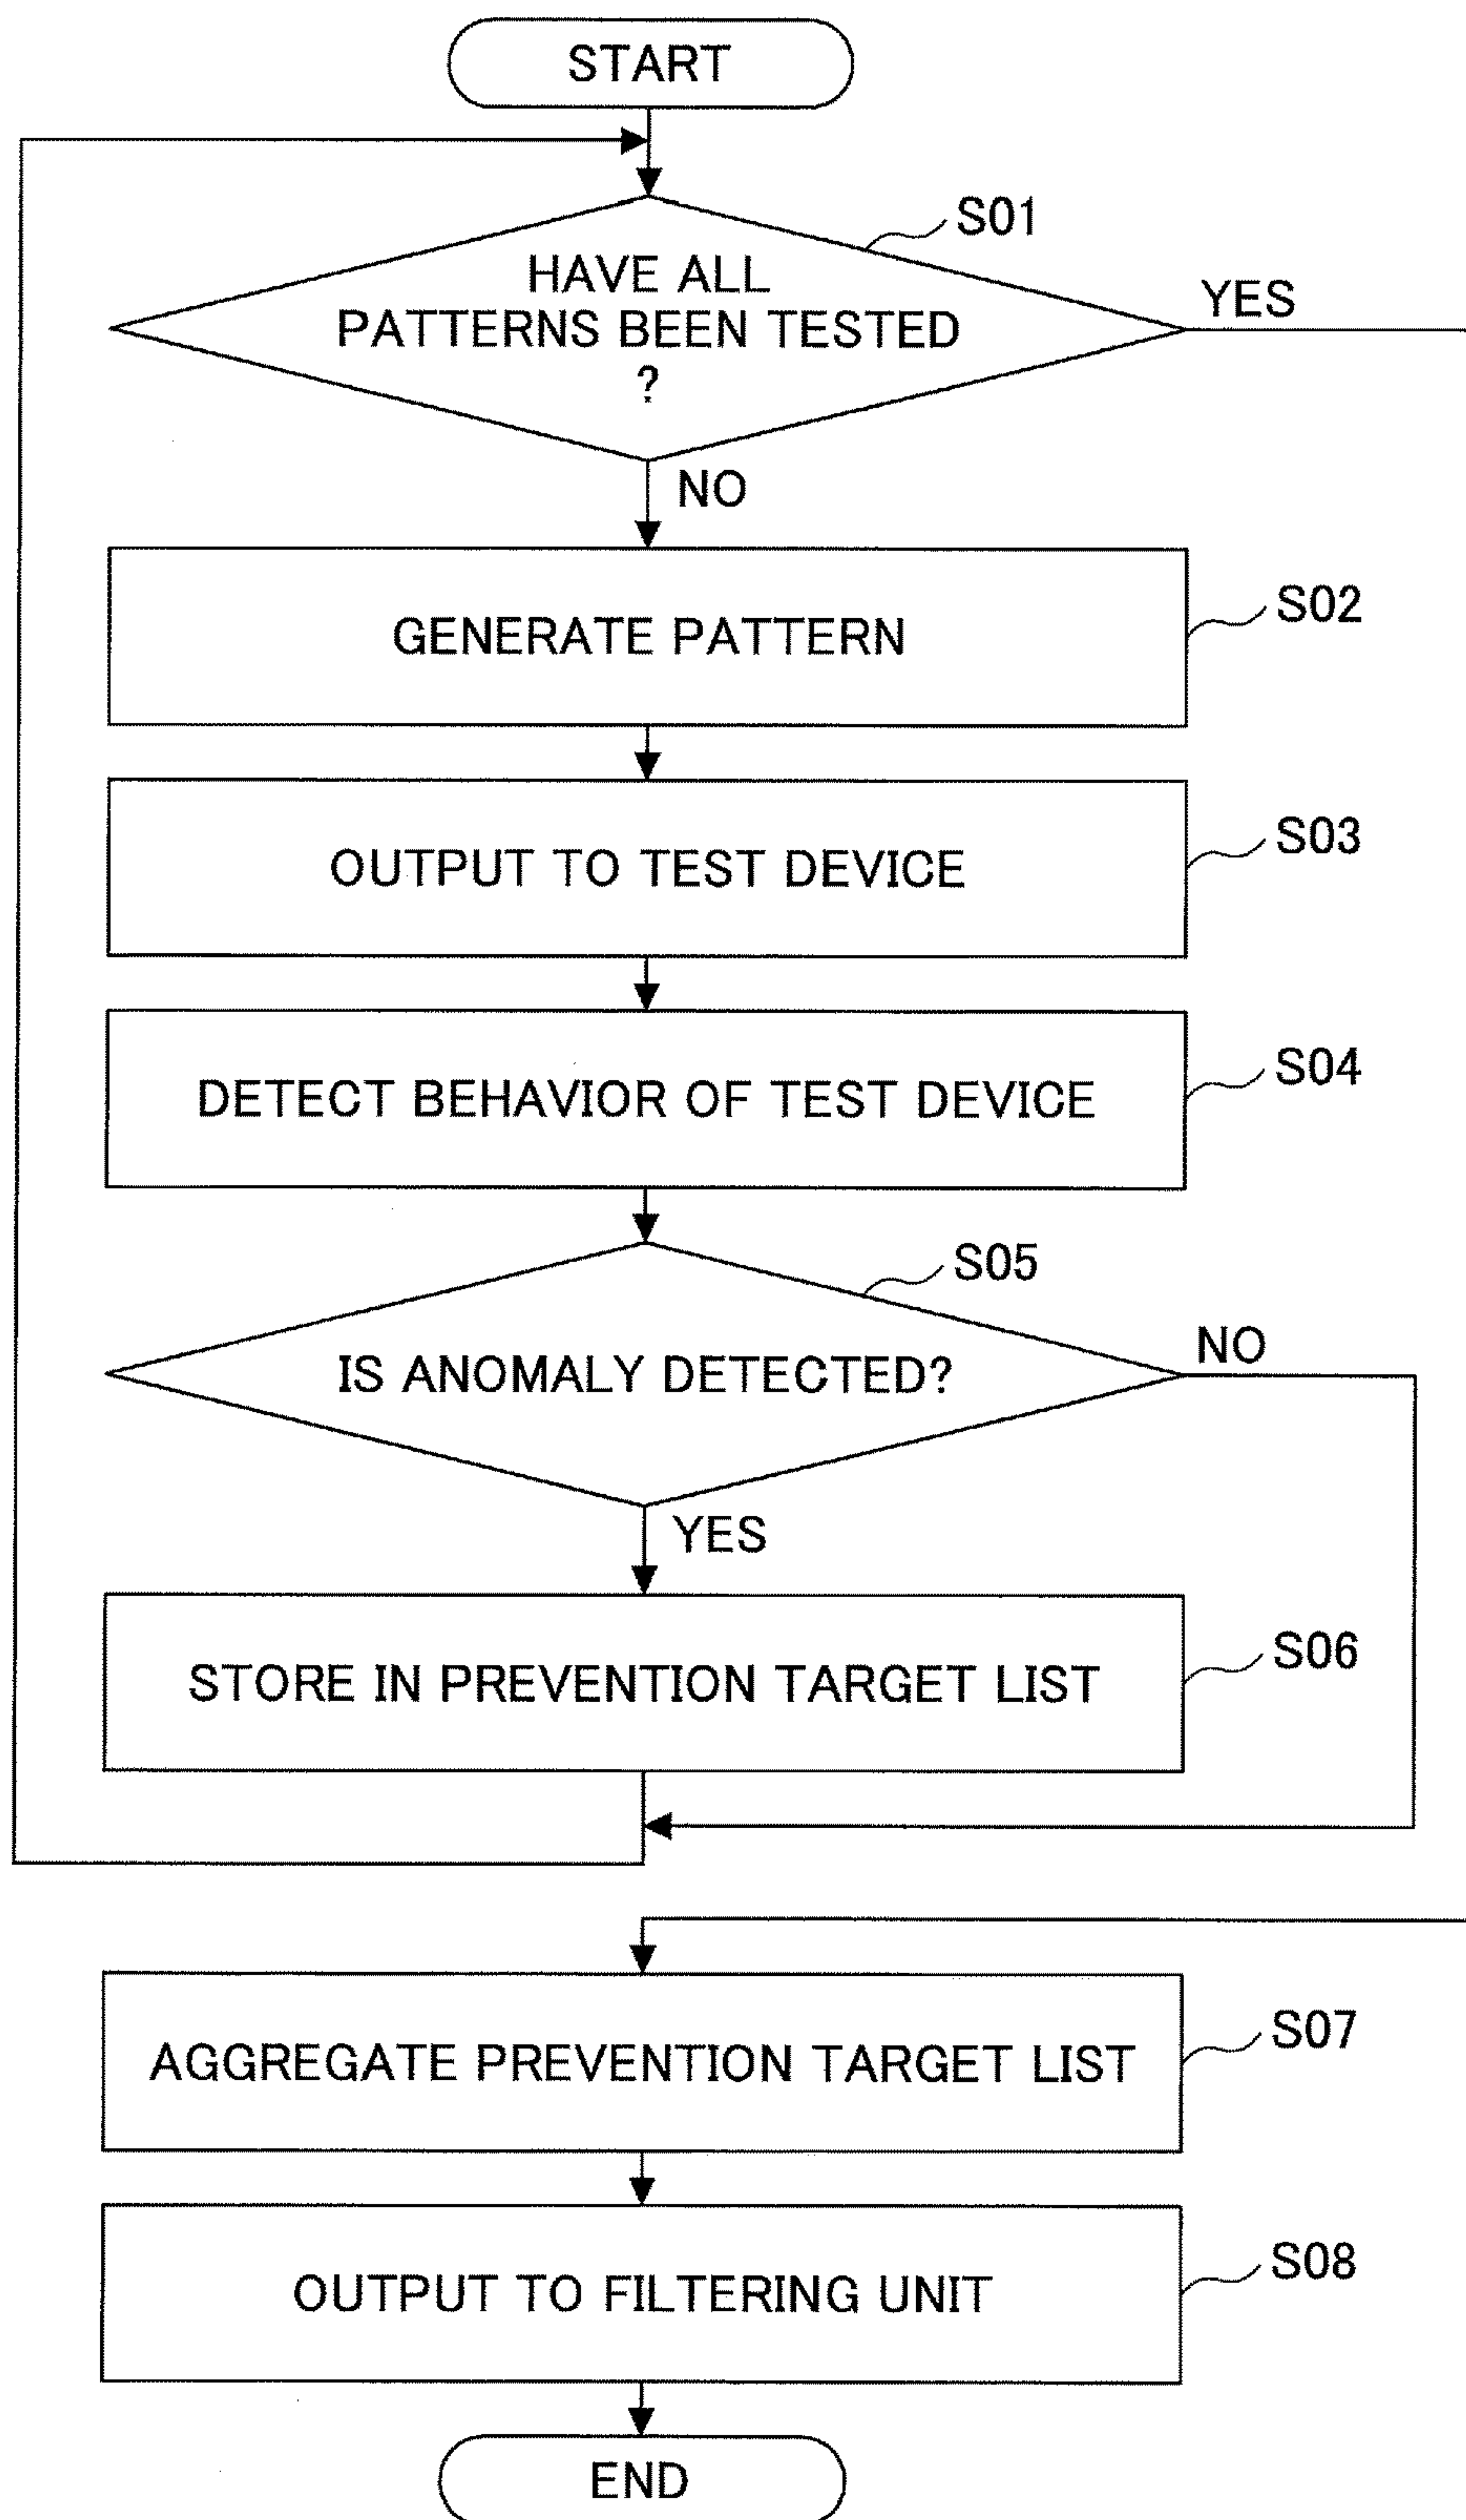 START
S01
HAVE ALL
PATTERNS BEEN TESTED
?
YES
NO
GENERATE PATTERN
S02
OUTPUT TO TEST DEVICE
S03
DETECT BEHAVIOR OF TEST DEVICE
S04
S05
IS ANOMALY DETECTED?
NO
YES
STORE IN PREVENTION TARGET LIST
S06
AGGREGATE PREVENTION TARGET LIST
S07
OUTPUT TO FILTERING UNIT
S08
END